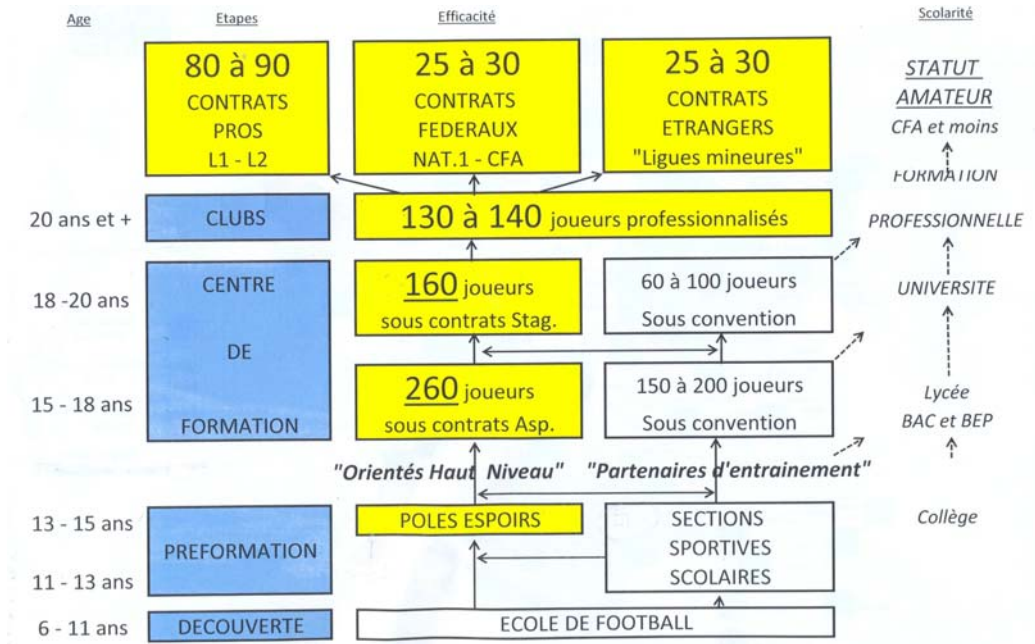 Age Etapes Efficacité Scolarité
80 à 90
CONTRATS
PROS
L1 - L2
25 à 30
CONTRATS
FEDERAUX
NAT.1 - CFA
25 à 30
CONTRATS
ETRANGERS
"Ligues mineures"
STATUT
AMATEUR
CFA et moins
FORMATION
20 ans et + CLUBS 130 à 140 joueurs professionnalisés PROFESSIONNELLE
18 -20 ans
CENTRE
DE
FORMATION
160 joueurs
sous contrats Stag.
60 à 100 joueurs
Sous convention
UNIVERSITE
15 - 18 ans
260 joueurs
sous contrats Asp.
150 à 200 joueurs
Sous convention
Lycée
BAC et BEP
"Orientés Haut Niveau" "Partenaires d'entrainement"
13 - 15 ans
PREFORMATION
POLES ESPOIRS
SECTIONS
SPORTIVES
SCOLAIRES
Collège
11 - 13 ans
6 - 11 ans DECOUVERTE ECOLE DE FOOTBALL